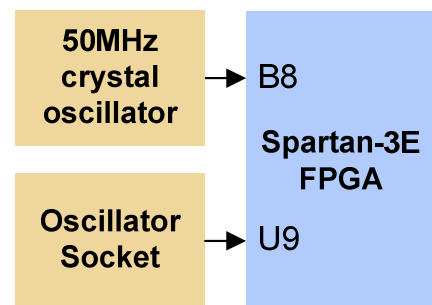 50MHz
crystal
oscillator
B8
Spartan-3E
FPGA
Oscillator
Socket
U9